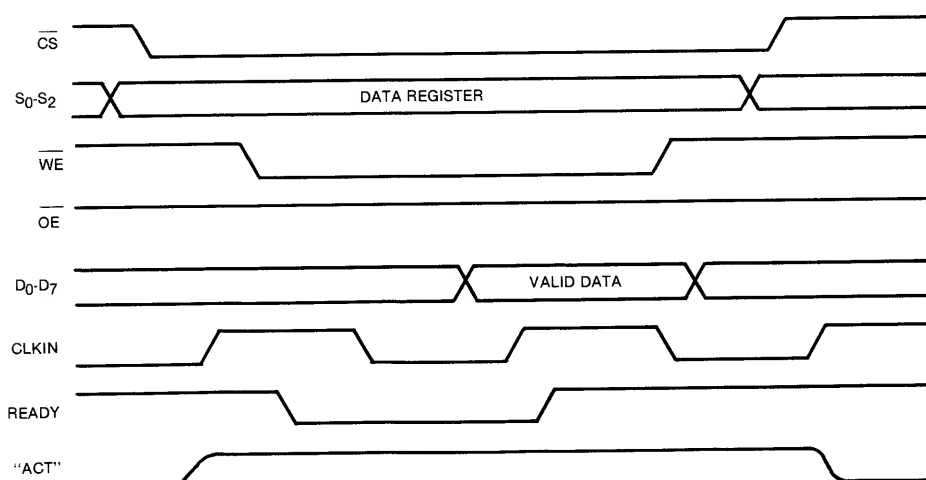 CS
S0-S2 DATA REGISTER
WE
OE
D0-D7 VALID DATA
CLKIN
READY
"ACT"